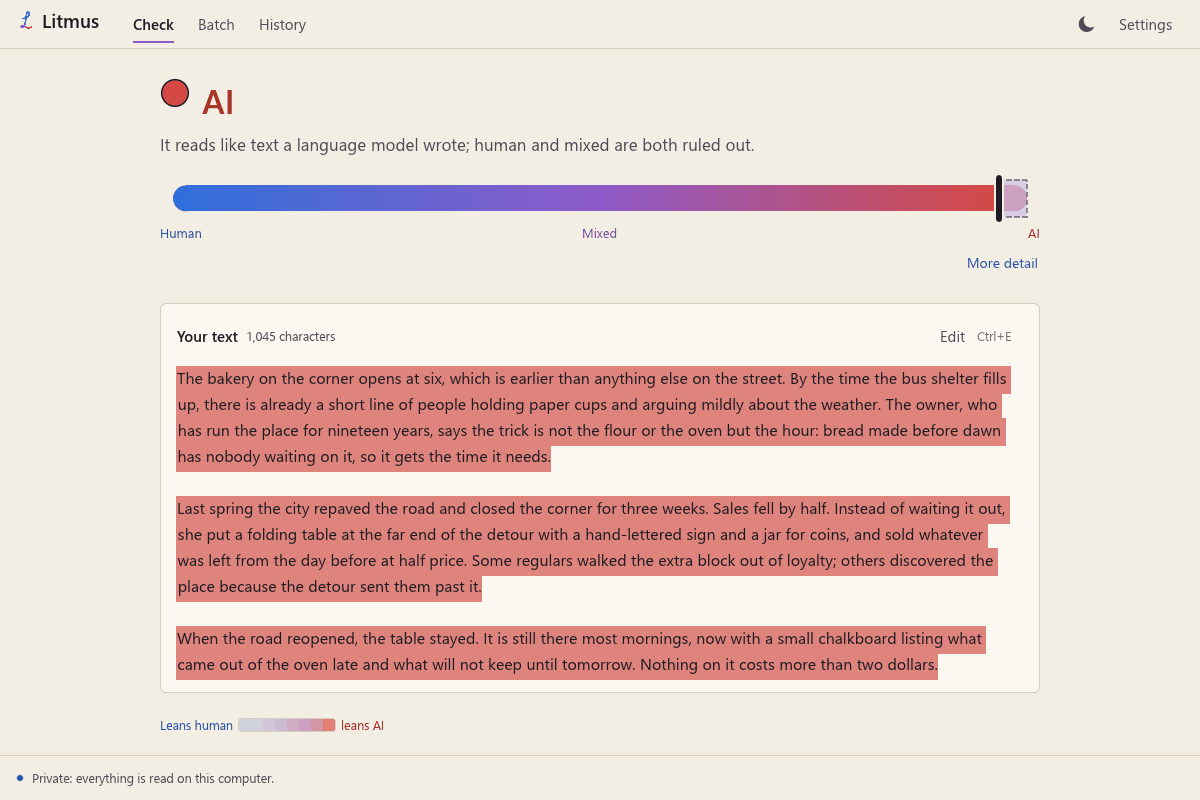 Litmus Check Batch History Settings
AI
It reads like text a language model wrote; human and mixed are both ruled out.
Human Mixed AI
More detail
Your text 1,045 characters Edit Ctrl+E
The bakery on the corner opens at six, which is earlier than anything else on the street. By the time the bus shelter fills
up, there is already a short line of people holding paper cups and arguing mildly about the weather. The owner, who
has run the place for nineteen years, says the trick is not the flour or the oven but the hour: bread made before dawn
has nobody waiting on it, so it gets the time it needs.
Last spring the city repaved the road and closed the corner for three weeks. Sales fell by half. Instead of waiting it out,
she put a folding table at the far end of the detour with a hand-lettered sign and a jar for coins, and sold whatever
was left from the day before at half price. Some regulars walked the extra block out of loyalty; others discovered the
place because the detour sent them past it.
When the road reopened, the table stayed. It is still there most mornings, now with a small chalkboard listing what
came out of the oven late and what will not keep until tomorrow. Nothing on it costs more than two dollars.
Leans human leans AI
Private: everything is read on this computer.